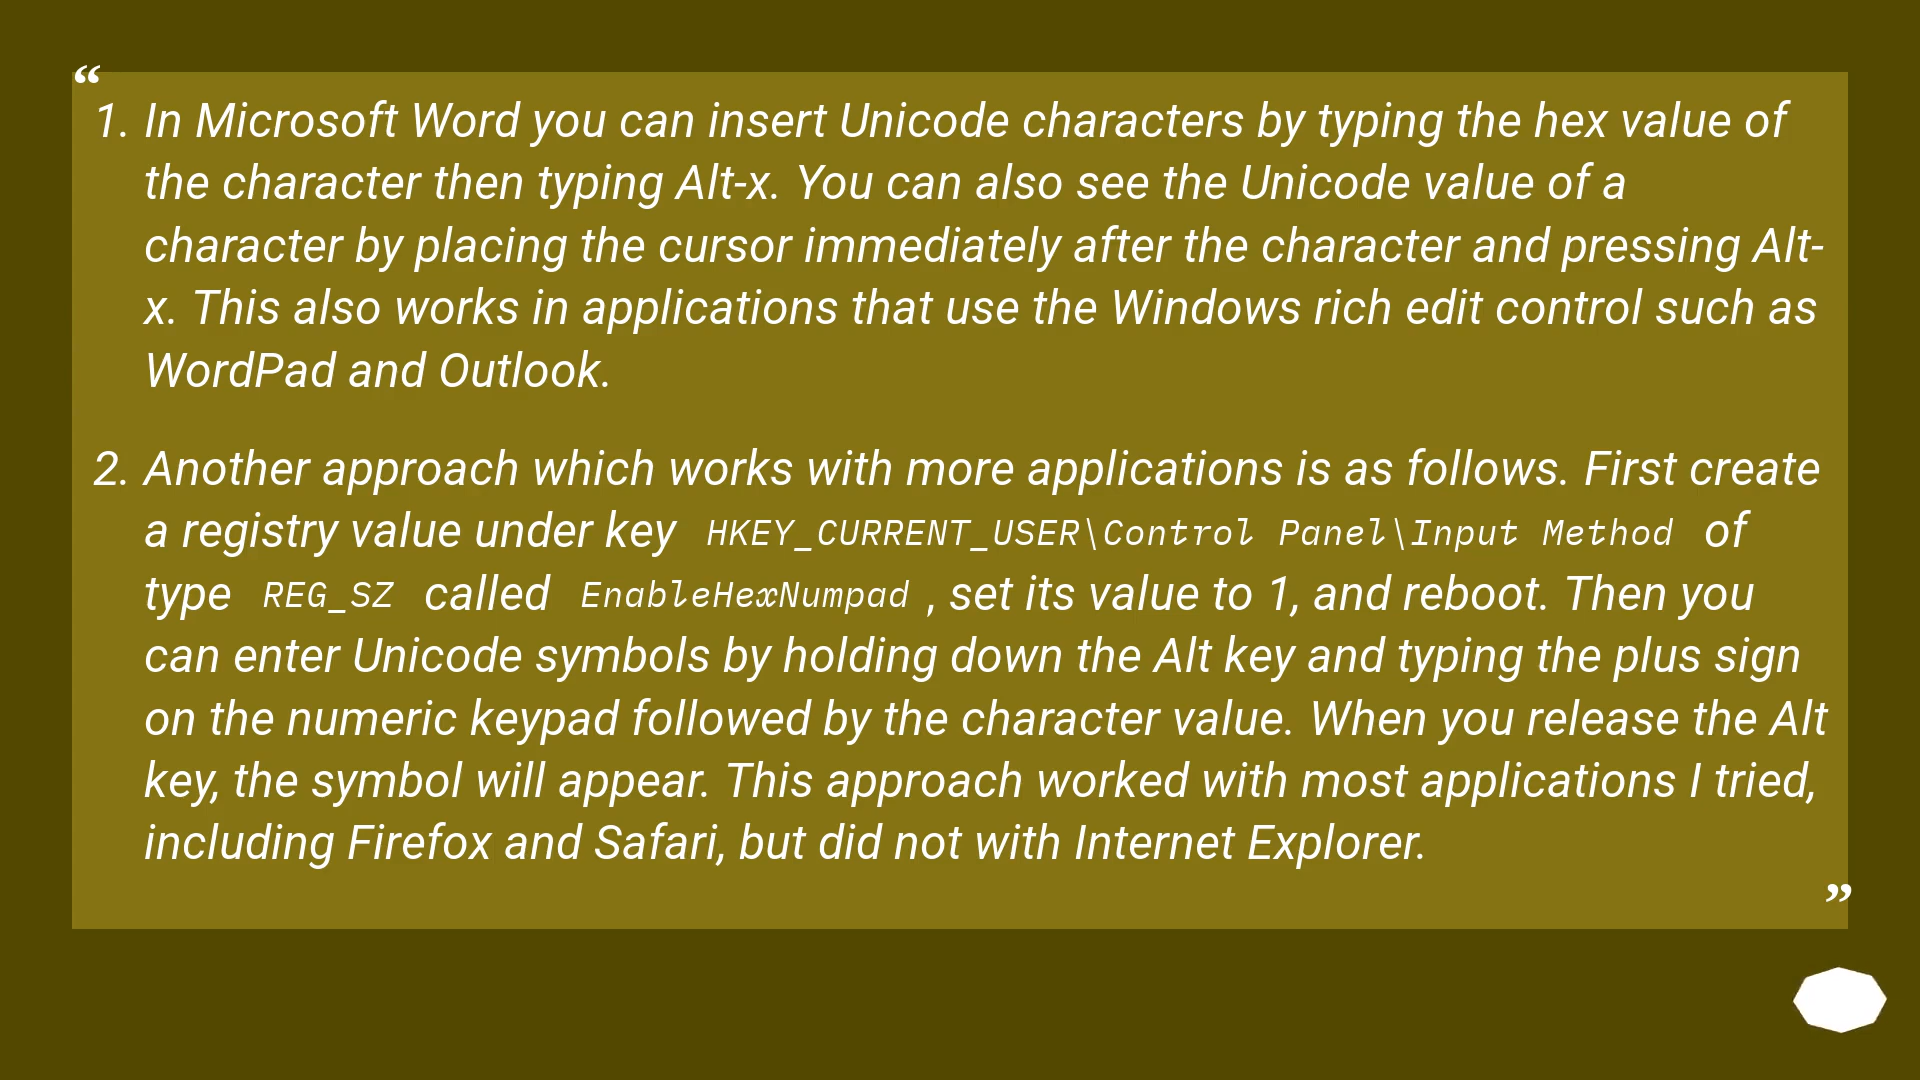 “
1. In Microsoft Word you can insert Unicode characters by typing the hex value of
the character then typing Alt-x. You can also see the Unicode value of a
character by placing the cursor immediately after the character and pressing Alt-
x. This also works in applications that use the Windows rich edit control such as
WordPad and Outlook.
2. Another approach which works with more applications is as follows. First create
a registry value under key HKEY_CURRENT_USER\Control Panel\Input Method of
type REG_SZ called EnableHexNumpad , set its value to 1, and reboot. Then you
can enter Unicode symbols by holding down the Alt key and typing the plus sign
on the numeric keypad followed by the character value. When you release the Alt
key, the symbol will appear. This approach worked with most applications I tried,
including Firefox and Safari, but did not with Internet Explorer.
”